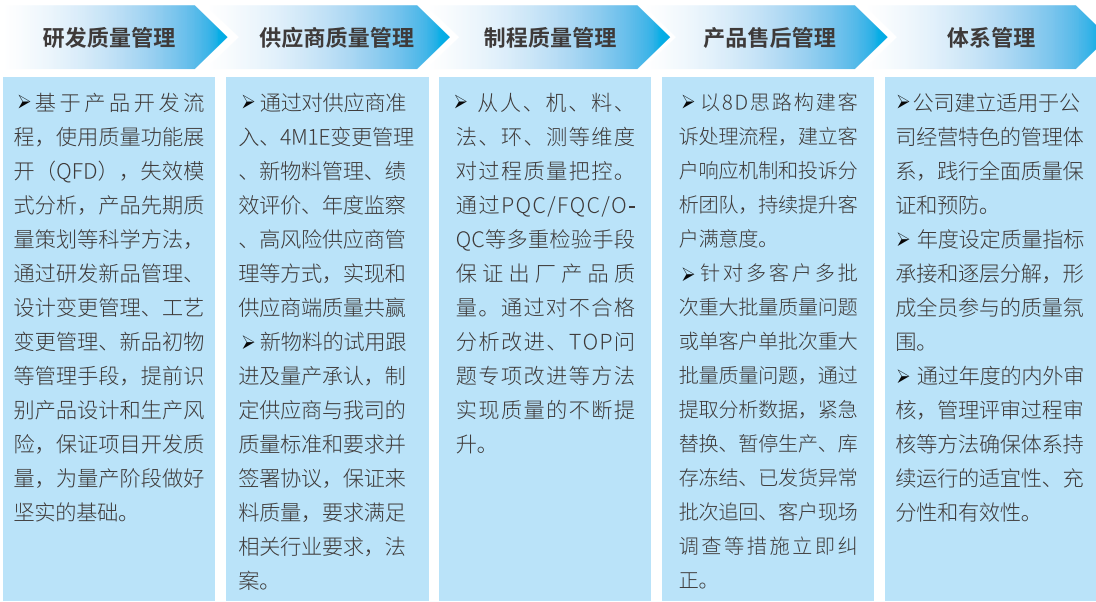 研发质量管理
➢基于产品开发流
程，使用质量功能展
开（QFD），失效模
式分析，产品先期质
量策划等科学方法，
通过研发新品管理、
设计变更管理、工艺
变更管理、新品初物
等管理手段，提前识
别产品设计和生产风
险，保证项目开发质
量，为量产阶段做好
坚实的基础。
供应商质量管理
➢通过对供应商准
入、4M1E变更管理
、新物料管理、绩
效评价、年度监察
、高风险供应商管
理等方式，实现和
供应商端质量共赢
➢新物料的试用跟
进及量产承认，制
定供应商与我司的
质量标准和要求并
签署协议，保证来
料质量，要求满足
相关行业要求，法
案。
制程质量管理
➢ 从人、机、料、
法、环、测等维度
对过程质量把控。
通过PQC/FQC/O-
QC等多重检验手段
保证出厂产品质
量。通过对不合格
分析改进、TOP问
题专项改进等方法
实现质量的不断提
升。
产品售后管理
➢以8D思路构建客
诉处理流程，建立客
户响应机制和投诉分
析团队，持续提升客
户满意度。
➢针对多客户多批
次重大批量质量问题
或单客户单批次重大
批量质量问题，通过
提取分析数据，紧急
替换、暂停生产、库
存冻结、已发货异常
批次追回、客户现场
调查等措施立即纠
正。
体系管理
➢公司建立适用于公
司经营特色的管理体
系，践行全面质量保
证和预防。
➢ 年度设定质量指标
承接和逐层分解，形
成全员参与的质量氛
围。
➢ 通过年度的内外审
核，管理评审过程审
核等方法确保体系持
续运行的适宜性、充
分性和有效性。